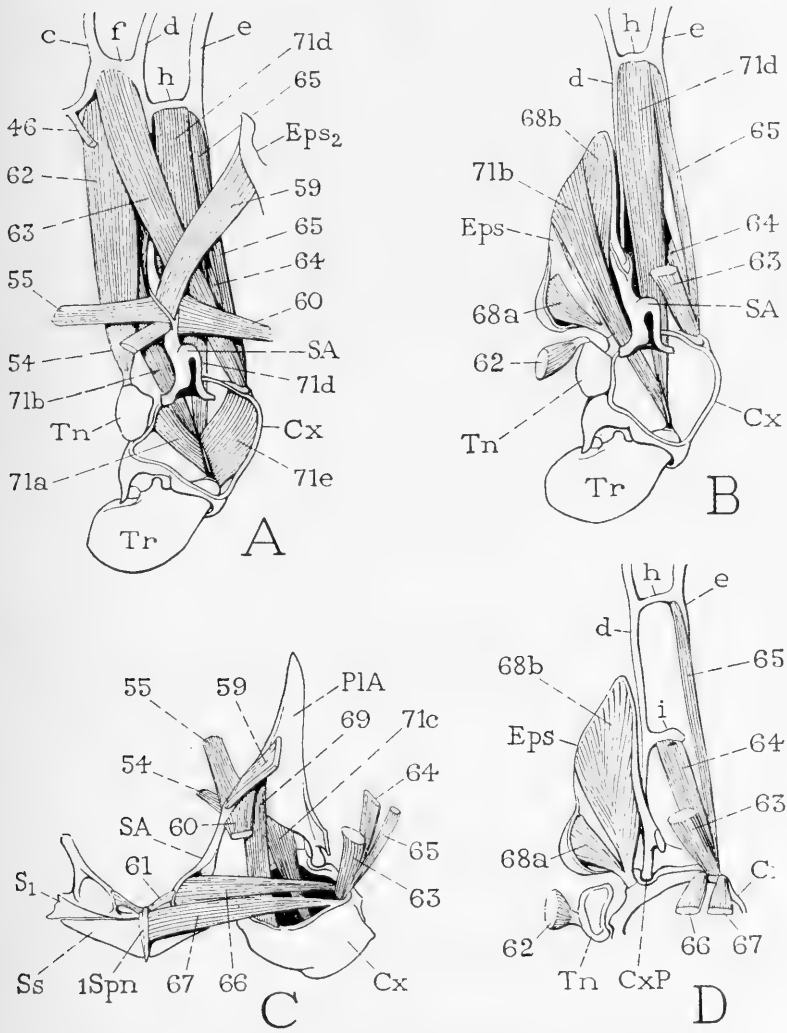 c
f
d
e
h
71d
65
46
Eps2
62
59
63
65
64
55
60
54
SA
71b
71d
Tn
Cx
71a
71e
Tr
A
h
e
d
71d
68b
65
71b
Eps
64
63
68a
SA
62
Tn
Cx
Tr
B
55
59
PlA
69
71c
54
64
SA
60
65
61
63
S1
Ss
1Spn
67
66
Cx
C
h
e
d
68b
65
Eps
i
64
63
68a
62
66
67
Tn
CxP
D